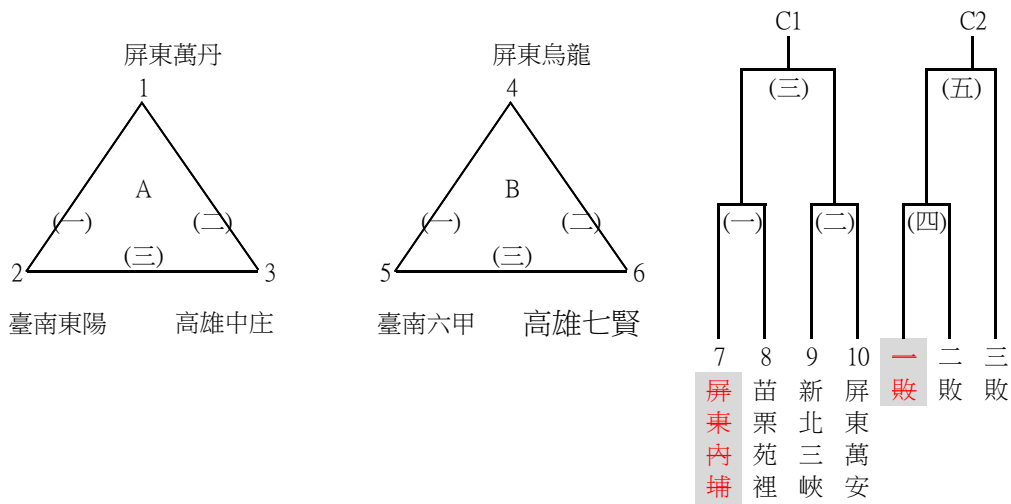 屏東萬丹
1
A
(一)
(二)
(三)
2
3
臺南東陽
高雄中庄
屏東烏龍
4
B
(一)
(二)
(三)
5
6
臺南六甲
高雄七賢
C1
(三)
(一)
(二)
7
8
9
10
屏東內埔
苗栗苑裡
新北三峽
屏東萬安
C2
(五)
(四)
一敗
二敗
三敗